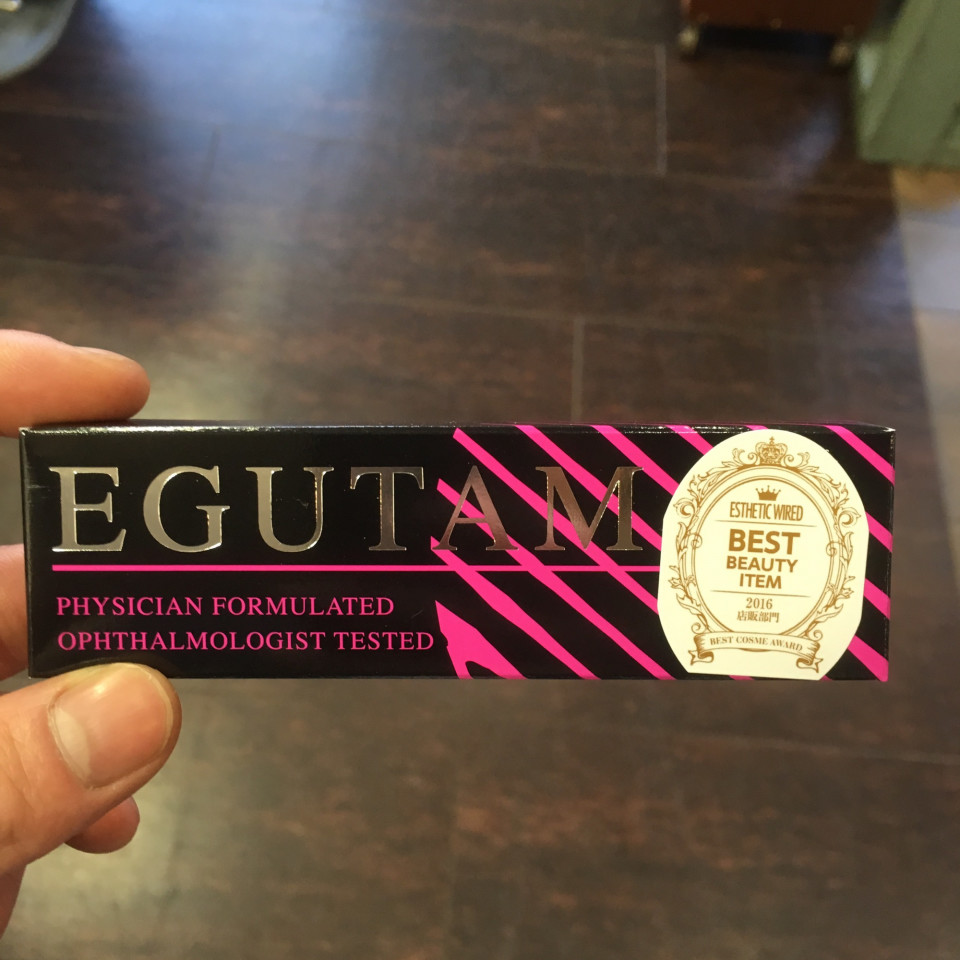 EGUTAM
PHYSICIAN FORMULATED
OPHTHALMOLOGIST TESTED
ESTHETIC WIRED
BEST
BEAUTY
ITEM
2016
店販部門
BEST COSME AWARD